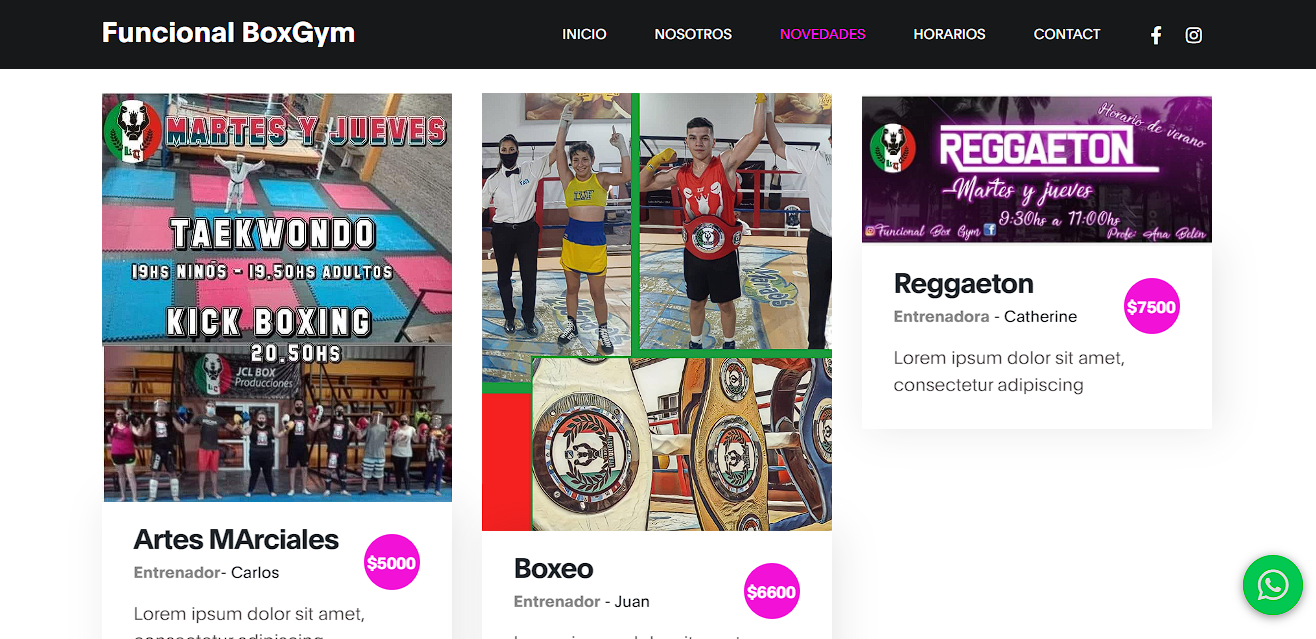 Funcional BoxGym
INICIO
NOSOTROS
NOVEDADES
HORARIOS
CONTACT
MARTES Y JUEVES
TAEKWONDO
19HS NINOS - 19,50HS ADULTOS
KICK BOXING
20.50HS
JCL BOX
Producciones
Artes MArciales
$5000
Entrenador- Carlos
Lorem ipsum dolor sit amet,
consectetur adipiscing
Boxeo
$6600
Entrenador - Juan
Horario de verano
REGGAETON
Martes y jueves
9:30hs a 11:00hs
Funcional Box Gym
Profe: Ana Belén
Reggaeton
$7500
Entrenadora - Catherine
Lorem ipsum dolor sit amet,
consectetur adipiscing